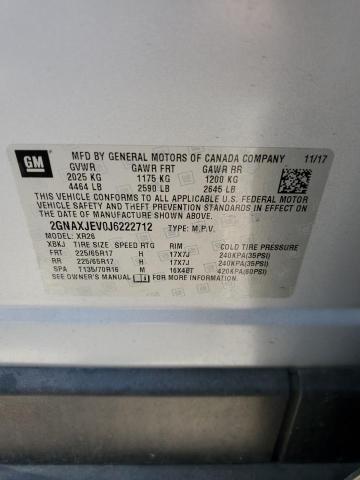 GM
MFD BY GENERAL MOTORS OF CANADA COMPANY 11/17
GVWR GAWR FRT GAWR RR
2025 KG 1175 KG 1200 KG
4464 LB 2590 LB 2645 LB
THIS VEHICLE CONFORMS TO ALL APPLICABLE U.S. FEDERAL MOTOR
VEHICLE SAFETY, BUMPER, AND THEFT PREVENTION STANDARDS
IN EFFECT ON THE DATE OF MANUFACTURE SHOWN ABOVE.
2GNAXJEV0J6222712 TYPE: M.P.V.
MODEL: XR26
XBKJ TIRE SIZE SPEED RTG RIM COLD TIRE PRESSURE
FRT 225/65R17 H 17X7J 240KPA(35PSI)
RR 225/65R17 H 17X7J 240KPA(35PSI)
SPA T135/70R16 M 16X4BT 420KPA(60PSI)
SEE OWNER'S MANUAL FOR MORE INFORMATION.